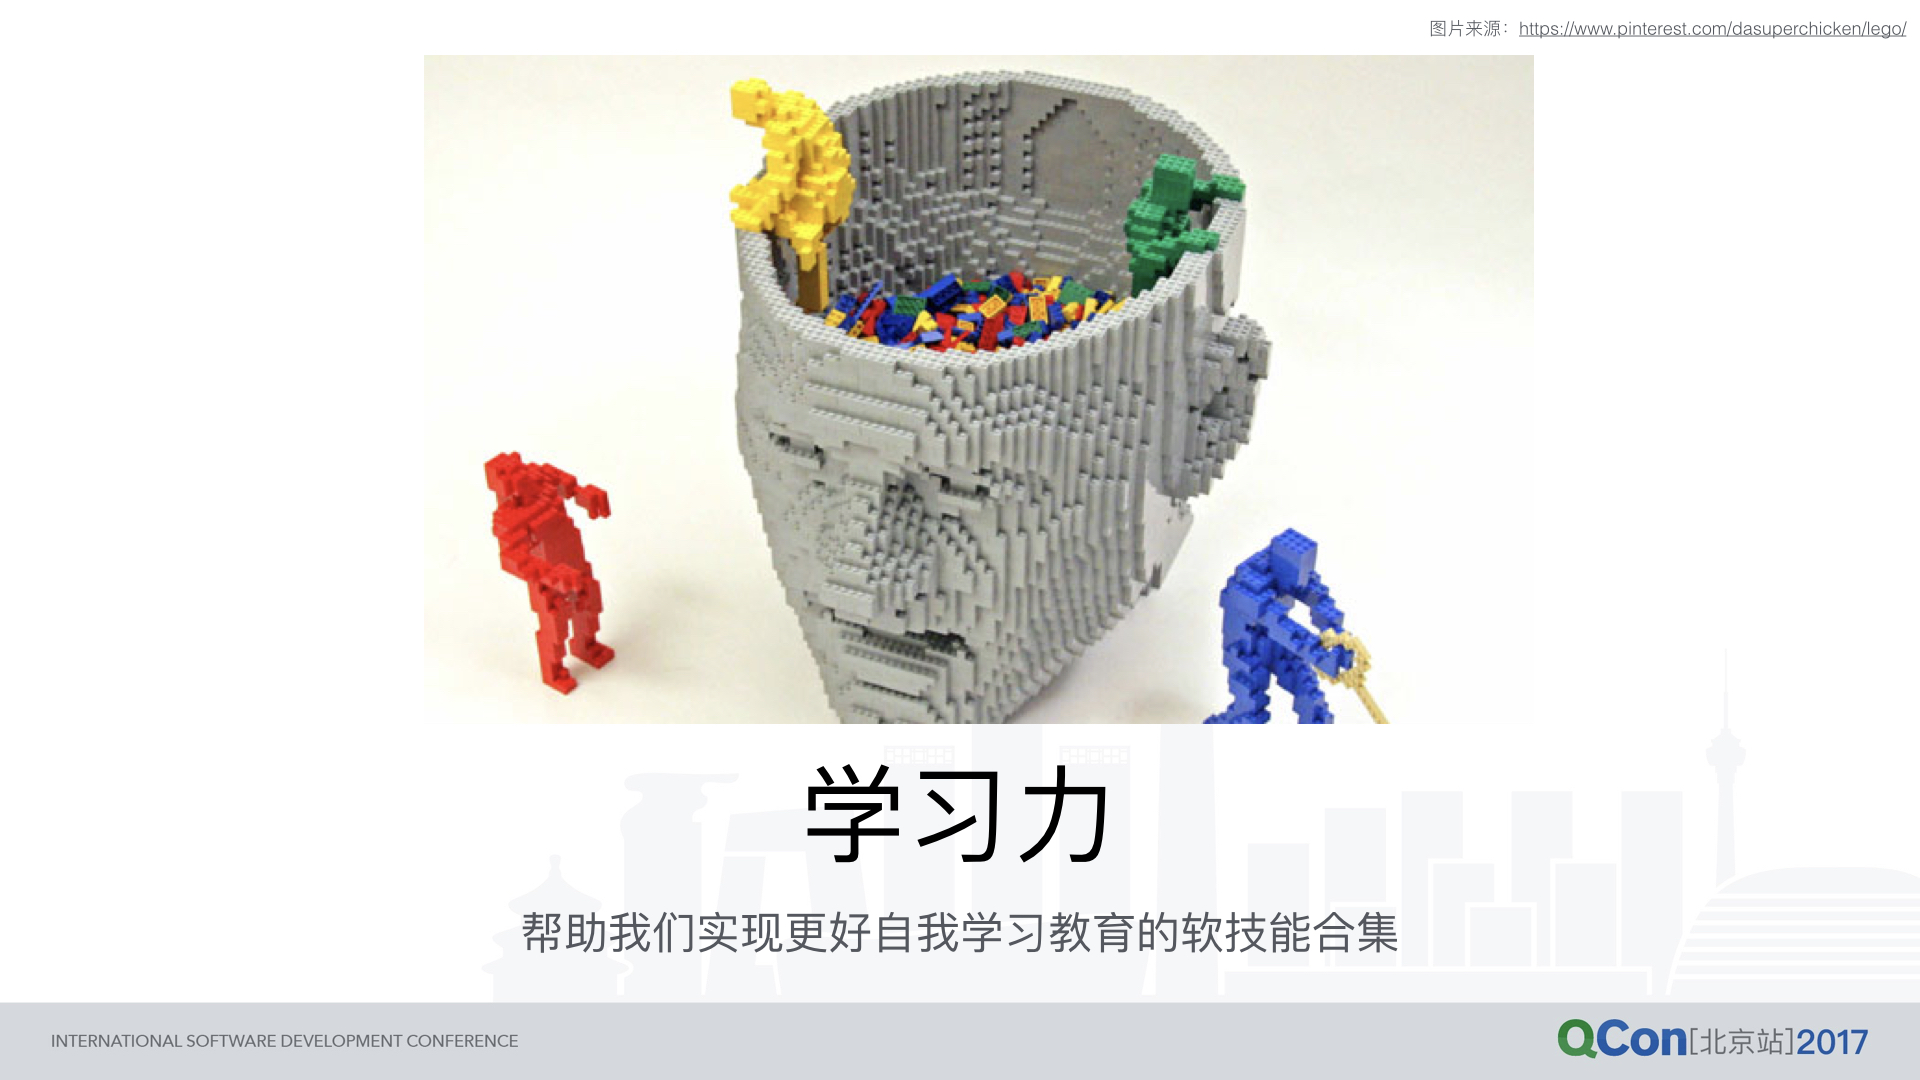 图片来源：https://www.pinterest.com/dasuperchicken/lego/
学习力
帮助我们实现更好自我学习教育的软技能合集
INTERNATIONAL SOFTWARE DEVELOPMENT CONFERENCE
QCon[北京站]2017